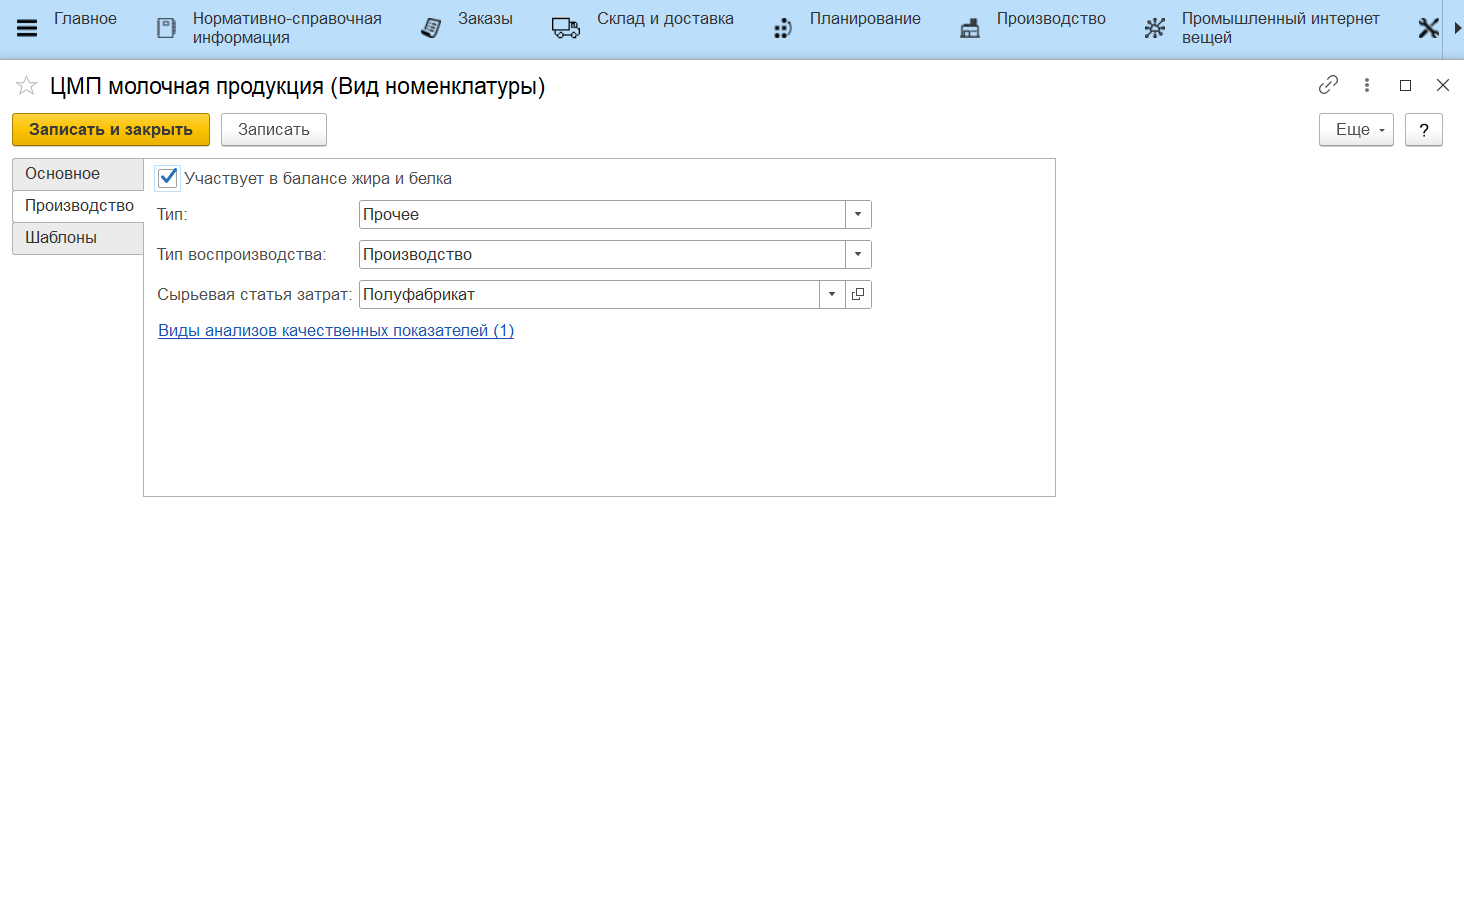 Главное
Нормативно-справочная
информация
Заказы
Склад и доставка
Планирование
Производство
Промышленный интернет
вещей
ЦМП молочная продукция (Вид номенклатуры)
Записать и закрыть
Записать
Еще
?
Основное
Производство
Шаблоны
Участвует в балансе жира и белка
Тип: Прочее
Тип воспроизводства: Производство
Сырьевая статья затрат: Полуфабрикат
Виды анализов качественных показателей (1)